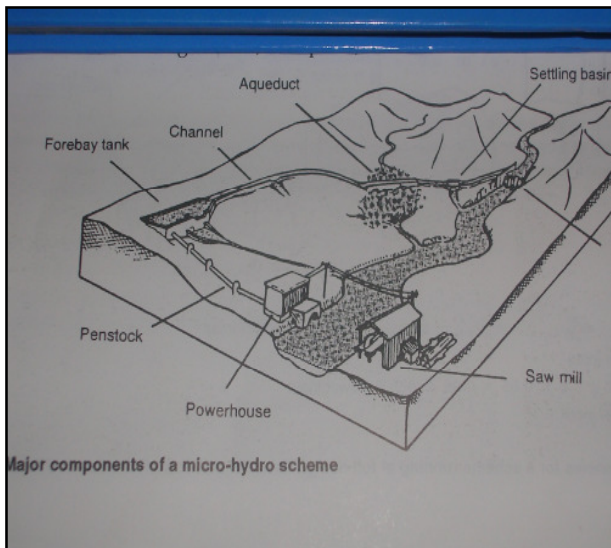 Settling basin
Aqueduct
Channel
Forebay tank
Penstock
Saw mill
Powerhouse
Major components of a micro-hydro scheme